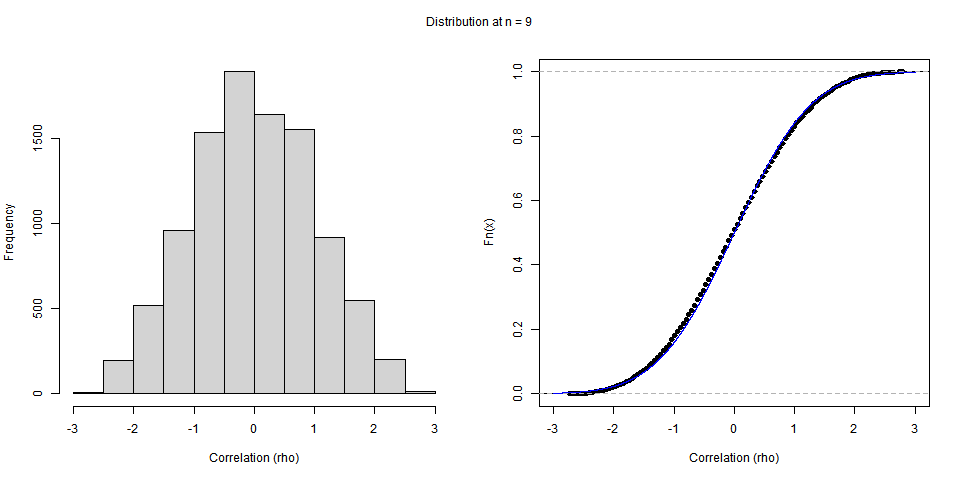 Distribution at n = 9
Frequency
1500
1000
500
0
-3 -2 -1 0 1 2 3
Correlation (rho)
Fn(x)
1.0
0.8
0.6
0.4
0.2
0.0
-3 -2 -1 0 1 2 3
Correlation (rho)